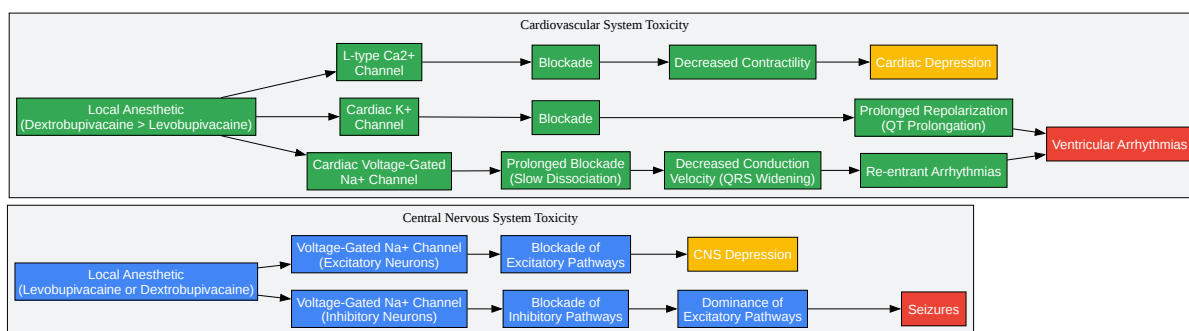 Cardiovascular System Toxicity
L-type Ca2+
Channel
Blockade
Decreased Contractility
Cardiac Depression
Local Anesthetic
(Dextrobupivacaine > Levobupivacaine)
Cardiac K+
Channel
Blockade
Prolonged Repolarization
(QT Prolongation)
Ventricular Arrhythmias
Cardiac Voltage-Gated
Na+ Channel
Prolonged Blockade
(Slow Dissociation)
Decreased Conduction
Velocity (QRS Widening)
Re-entrant Arrhythmias
Central Nervous System Toxicity
Voltage-Gated Na+ Channel
(Excitatory Neurons)
Blockade of
Excitatory Pathways
CNS Depression
Local Anesthetic
(Levobupivacaine or Dextrobupivacaine)
Voltage-Gated Na+ Channel
(Inhibitory Neurons)
Blockade of
Inhibitory Pathways
Dominance of
Excitatory Pathways
Seizures